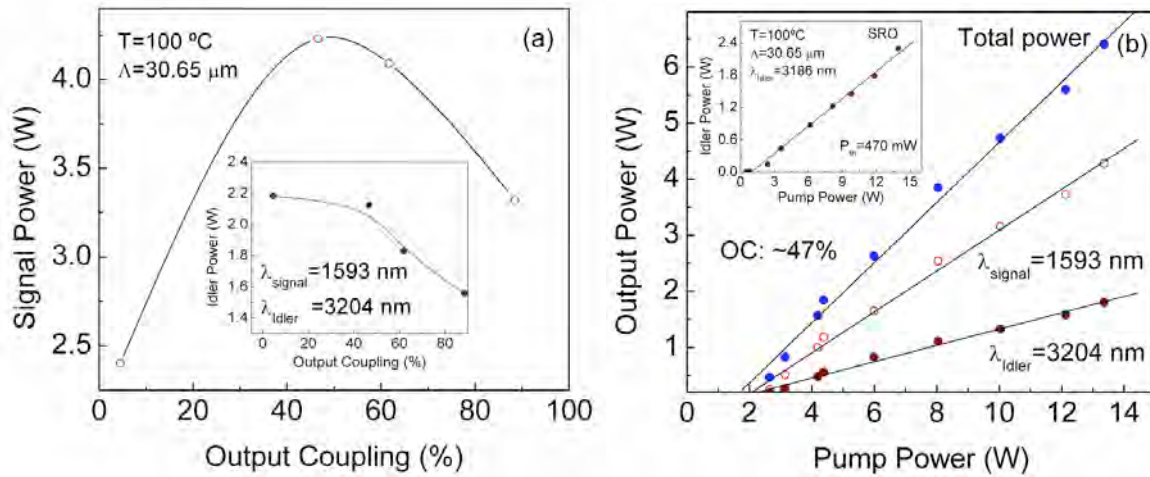 (a)
T=100 ºC
Λ=30.65 μm
Signal Power (W)
4.0
3.5
3.0
2.5
0 20 40 60 80 100
Output Coupling (%)
Idler Power (W)
2.4
2.2
2.0
1.8
1.6
1.4
λsignal=1593 nm
λIdler=3204 nm
0 20 40 60 80
Output Coupling (%)
(b)
Total power
Output Power (W)
6
5
4
3
2
1
0 2 4 6 8 10 12 14
Pump Power (W)
OC: ~47%
λsignal=1593 nm
λIdler=3204 nm
T=100ºC
Λ=30.65 μm
λIdler=3186 nm
SRO
Idler Power (W)
2.4
1.8
1.2
0.6
0.0
Pth=470 mW
3 6 9 12 15
Pump Power (W)